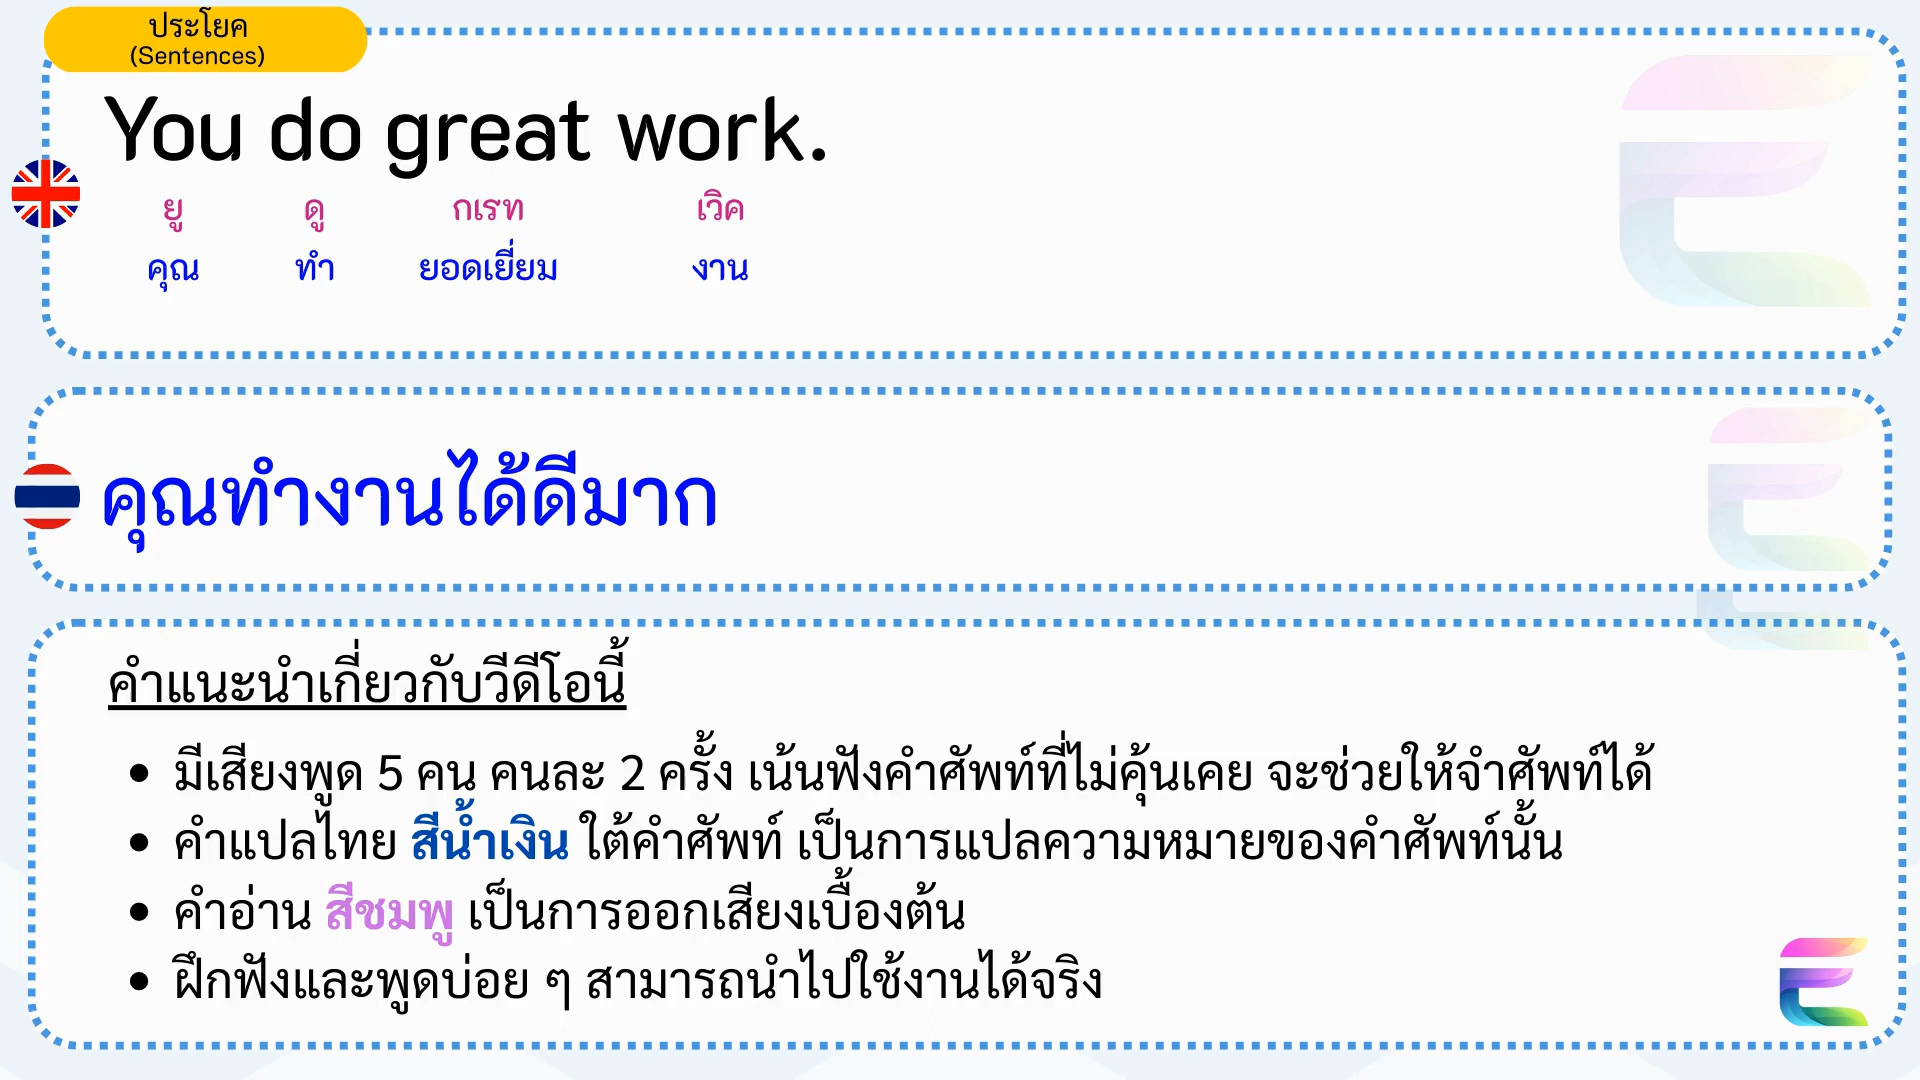 ประโยค
(Sentences)
You do great work.
ยู ดู กเรท เวิค
คุณ ทำ ยอดเยี่ยม งาน
คุณทำงานได้ดีมาก
คำแนะนำเกี่ยวกับวีดีโอนี้
• มีเสียงพูด 5 คน คนละ 2 ครั้ง เน้นฟังคำศัพท์ที่ไม่คุ้นเคย จะช่วยให้จำศัพท์ได้
• คำแปลไทย สีน้ำเงิน ใต้คำศัพท์ เป็นการแปลความหมายของคำศัพท์นั้น
• คำอ่าน สีชมพู เป็นการออกเสียงเบื้องต้น
• ฝึกฟังและพูดบ่อย ๆ สามารถนำไปใช้งานได้จริง